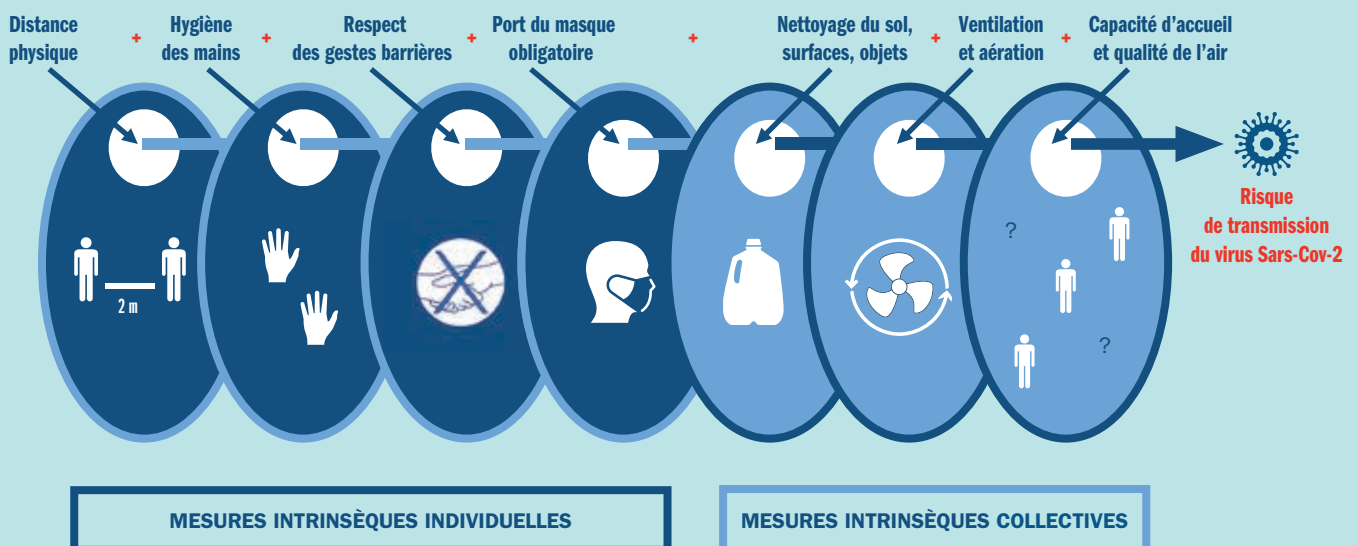 Distance
physique
+
Hygiène
des mains
+
Respect
des gestes barrières
+
Port du masque
obligatoire
+
Nettoyage du sol,
surfaces, objets
+
Ventilation
et aération
+
Capacité d’accueil
et qualité de l’air
2 m
?
?
Risque
de transmission
du virus Sars-Cov-2
MESURES INTRINSÈQUES INDIVIDUELLES
MESURES INTRINSÈQUES COLLECTIVES